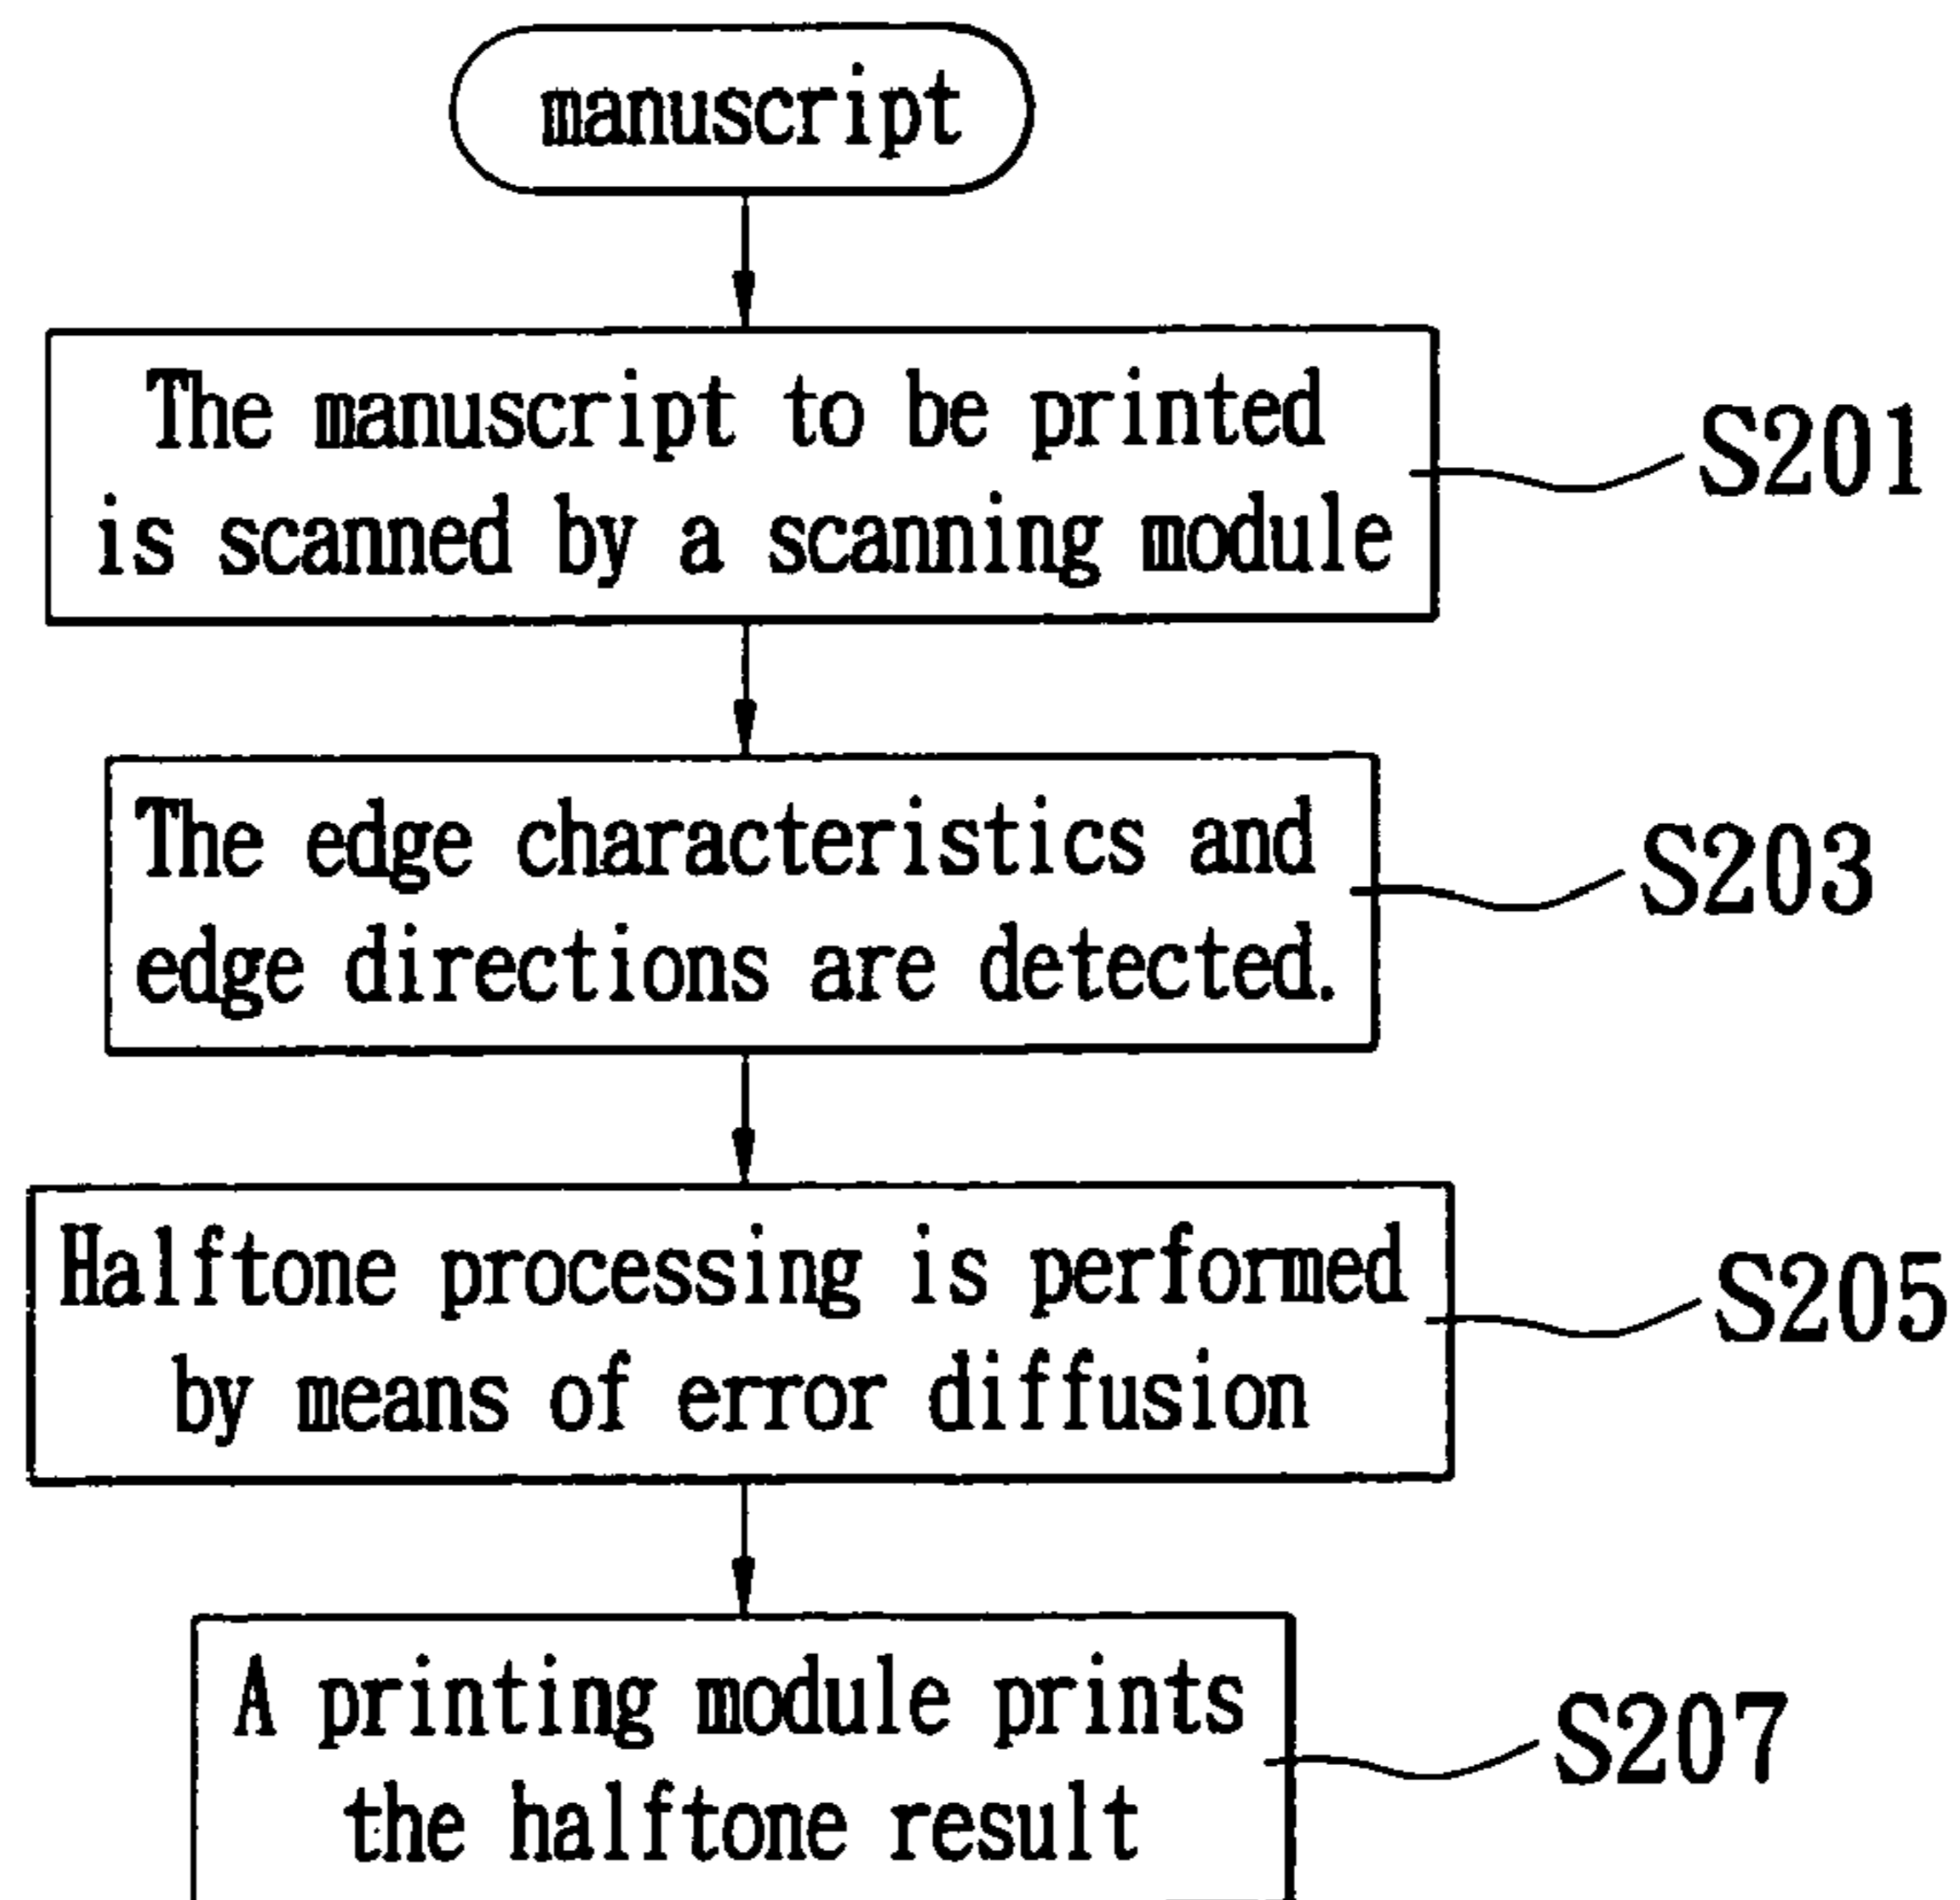 manuscript
The manuscript to be printed
is scanned by a scanning module
S201
The edge characteristics and
edge directions are detected.
S203
Halftone processing is performed
by means of error diffusion
S205
A printing module prints
the halftone result
S207